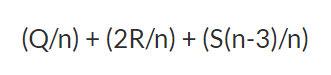 (Q/n) + (2R/n) + (S(n-3)/n)